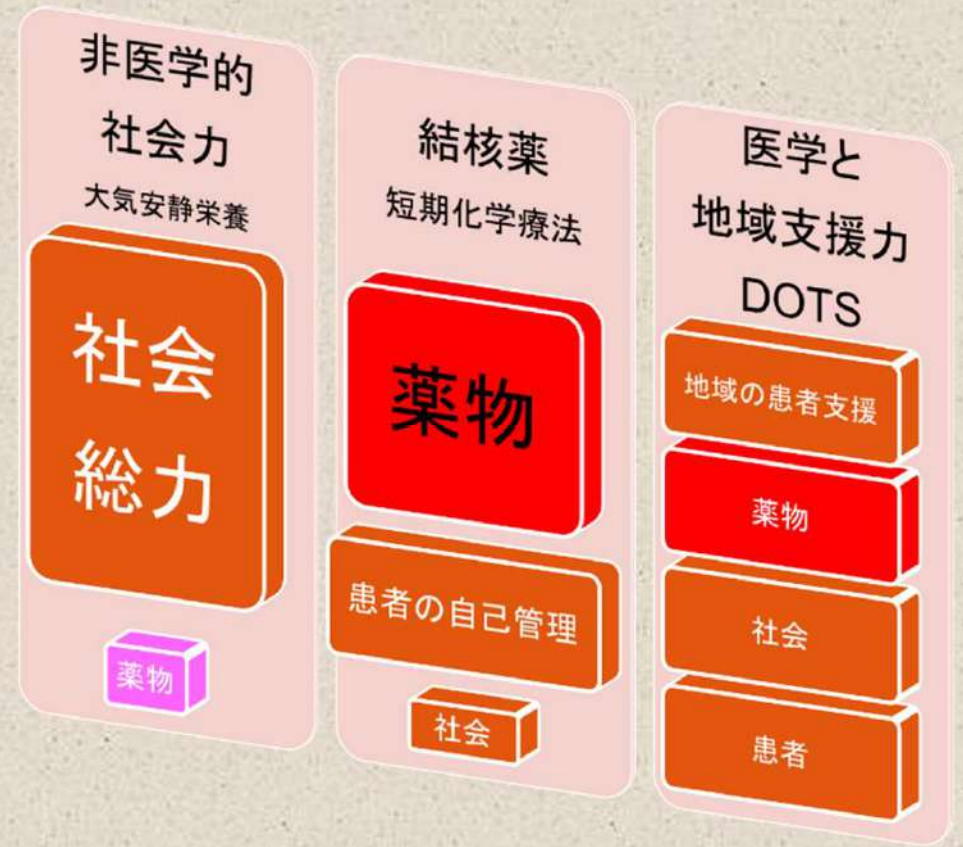 非医学的
社会力
大気安静栄養
社会
総力
薬物
結核薬
短期化学療法
薬物
患者の自己管理
社会
医学と
地域支援力
DOTS
地域の患者支援
薬物
社会
患者